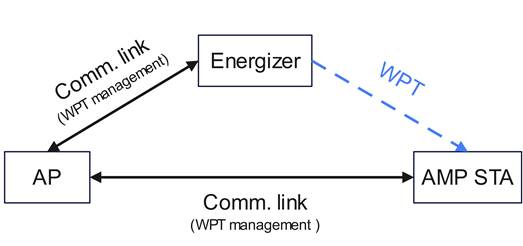 Energizer
Comm. link
(WPT management)
WPT
AP
AMP STA
Comm. link
(WPT management )